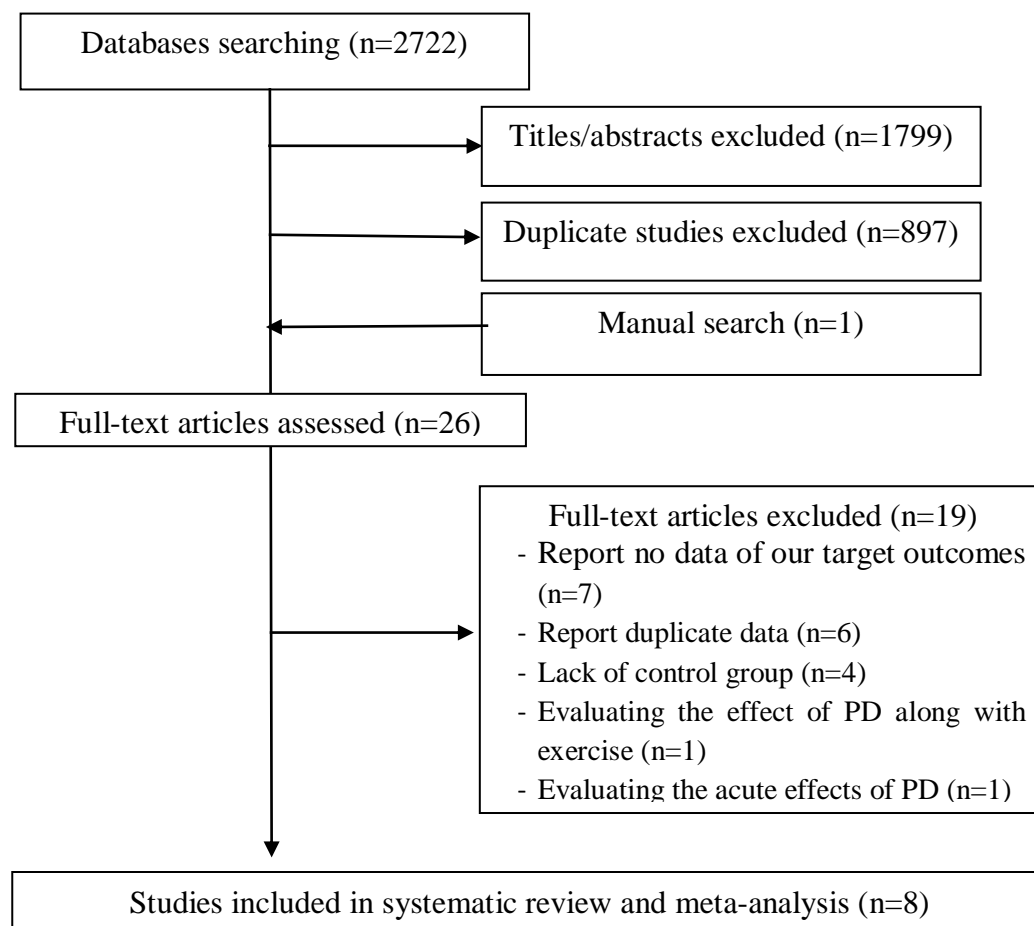 Databases searching (n=2722)
Titles/abstracts excluded (n=1799)
Duplicate studies excluded (n=897)
Manual search (n=1)
Full-text articles assessed (n=26)
Full-text articles excluded (n=19)
- Report no data of our target outcomes
(n=7)
- Report duplicate data (n=6)
- Lack of control group (n=4)
- Evaluating the effect of PD along with
exercise (n=1)
- Evaluating the acute effects of PD (n=1)
Studies included in systematic review and meta-analysis (n=8)